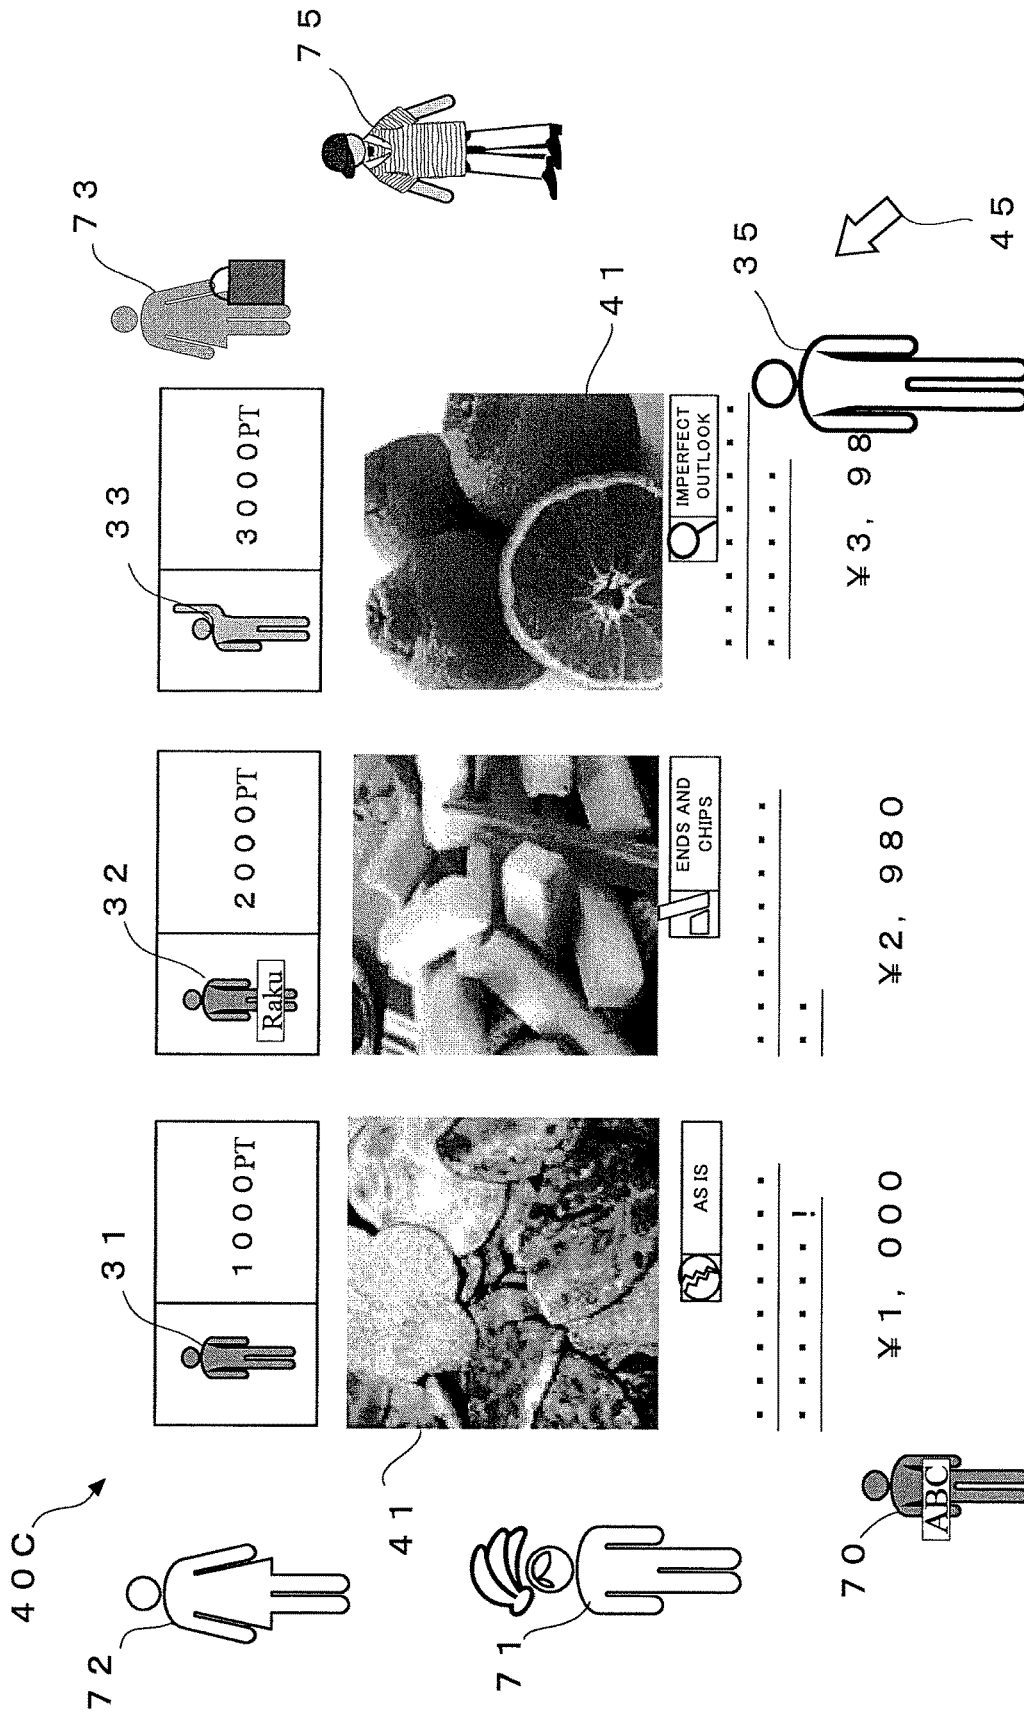 40C
73
72
31
32
33
1000PT
2000PT
3000PT
Raku
75
41
71
41
AS IS
ENDS AND
CHIPS
IMPERFECT
OUTLOOK
35
¥1, 000
¥2, 980
¥3, 98
70
ABC
45